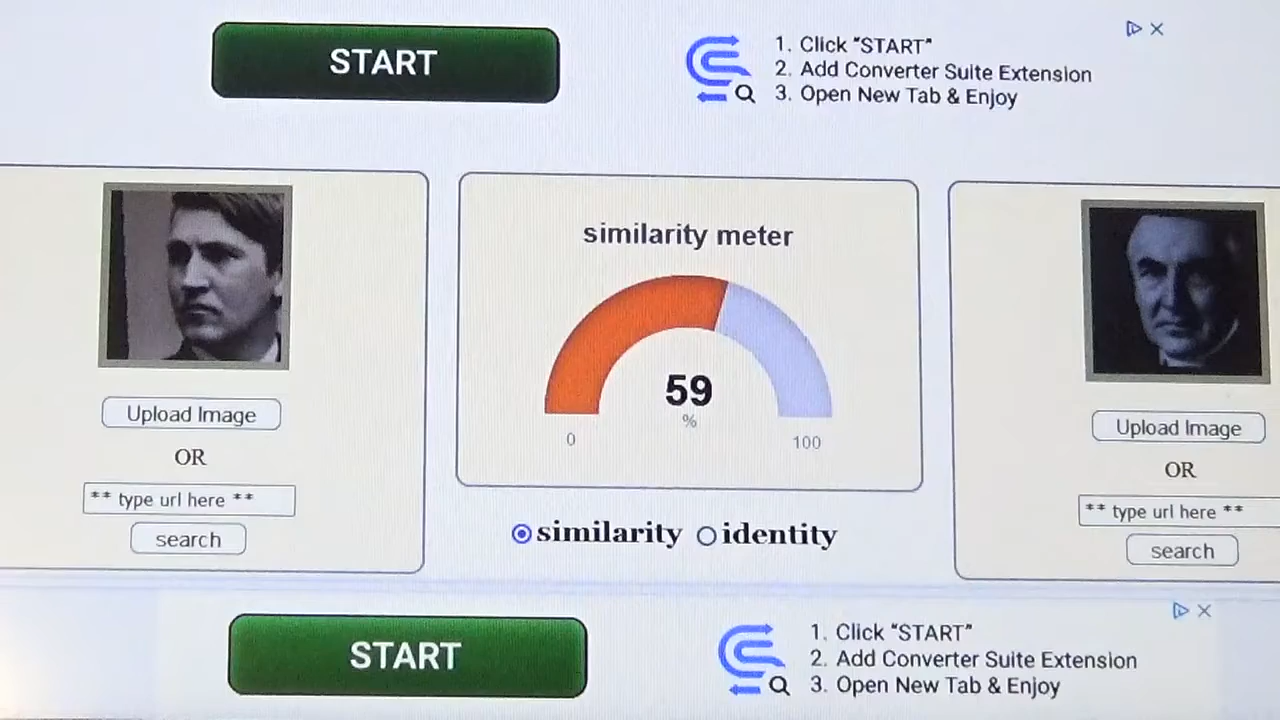 START
1. Click "START"
2. Add Converter Suite Extension
3. Open New Tab & Enjoy
similarity meter
59
%
0
100
Upload Image
OR
** type url here **
search
similarity identity
Upload Image
OR
** type url here **
search
START
1. Click "START"
2. Add Converter Suite Extension
3. Open New Tab & Enjoy